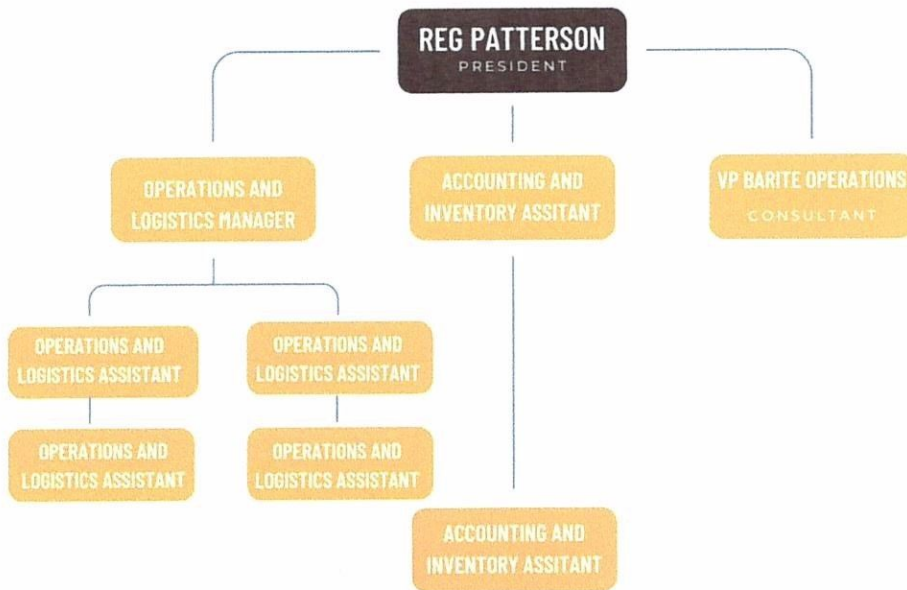 REG PATTERSON
PRESIDENT
OPERATIONS AND
LOGISTICS MANAGER
ACCOUNTING AND
INVENTORY ASSITANT
VP BARITE OPERATIONS
CONSULTANT
OPERATIONS AND
LOGISTICS ASSISTANT
OPERATIONS AND
LOGISTICS ASSISTANT
OPERATIONS AND
LOGISTICS ASSISTANT
OPERATIONS AND
LOGISTICS ASSISTANT
ACCOUNTING AND
INVENTORY ASSITANT